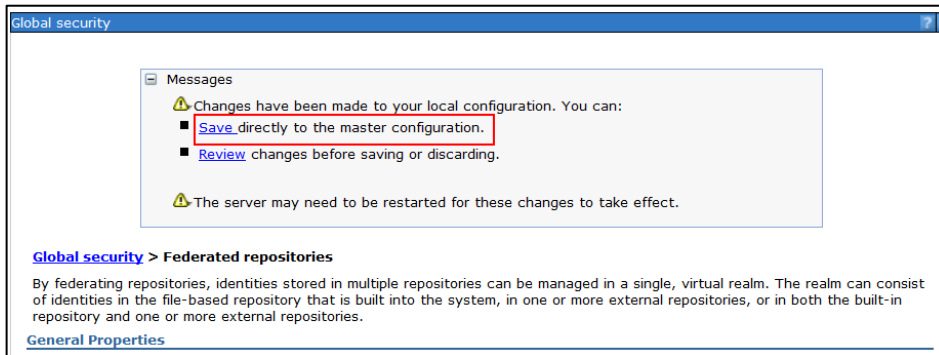 Global security ?
Messages
Changes have been made to your local configuration. You can:
Save directly to the master configuration.
Review changes before saving or discarding.
The server may need to be restarted for these changes to take effect.
Global security > Federated repositories
By federating repositories, identities stored in multiple repositories can be managed in a single, virtual realm. The realm can consist
of identities in the file-based repository that is built into the system, in one or more external repositories, or in both the built-in
repository and one or more external repositories.
General Properties